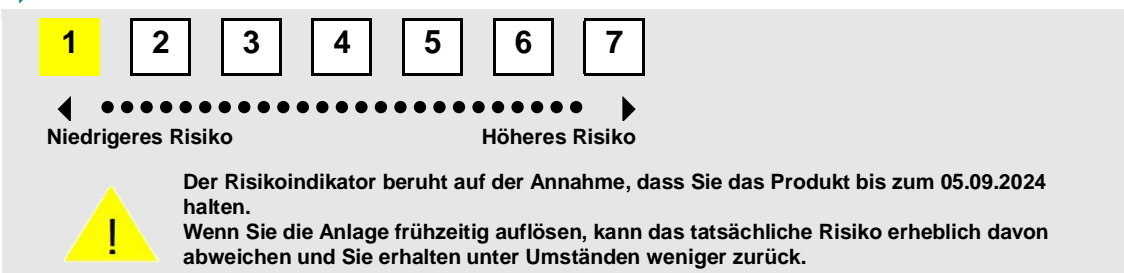 1 2 3 4 5 6 7
Niedrigeres Risiko Höheres Risiko
Der Risikoindikator beruht auf der Annahme, dass Sie das Produkt bis zum 05.09.2024
halten.
! Wenn Sie die Anlage frühzeitig auflösen, kann das tatsächliche Risiko erheblich davon
abweichen und Sie erhalten unter Umständen weniger zurück.